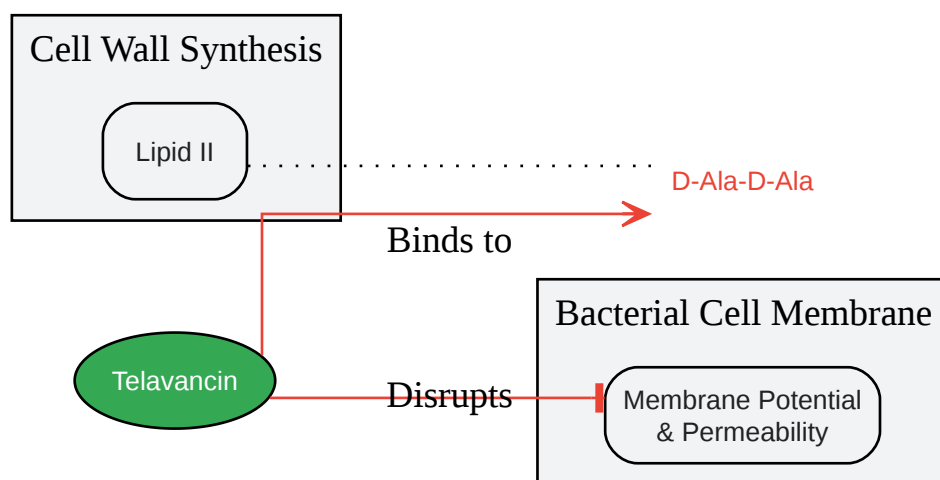 Cell Wall Synthesis
Lipid II
D-Ala-D-Ala
Binds to
Bacterial Cell Membrane
Telavancin
Disrupts
Membrane Potential
& Permeability